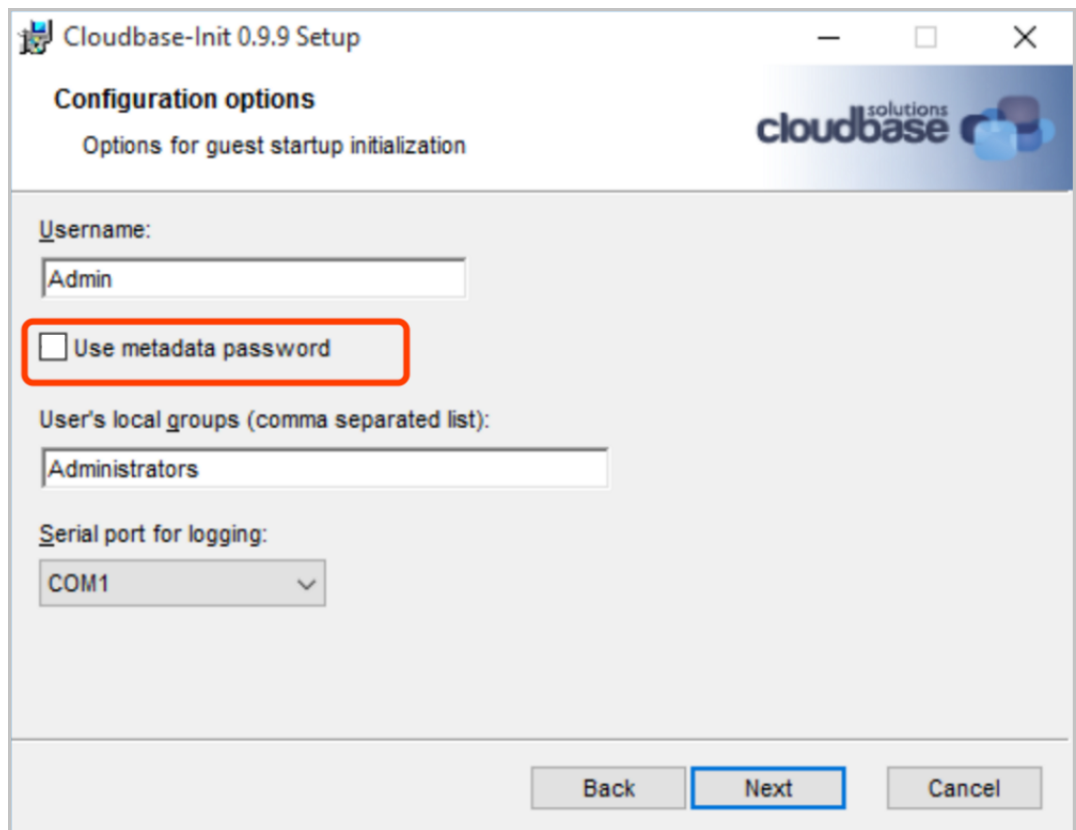 Cloudbase-Init 0.9.9 Setup
Configuration options
Options for guest startup initialization
cloudbase solutions
Username:
Admin
Use metadata password
User's local groups (comma separated list):
Administrators
Serial port for logging:
COM1
Back Next Cancel